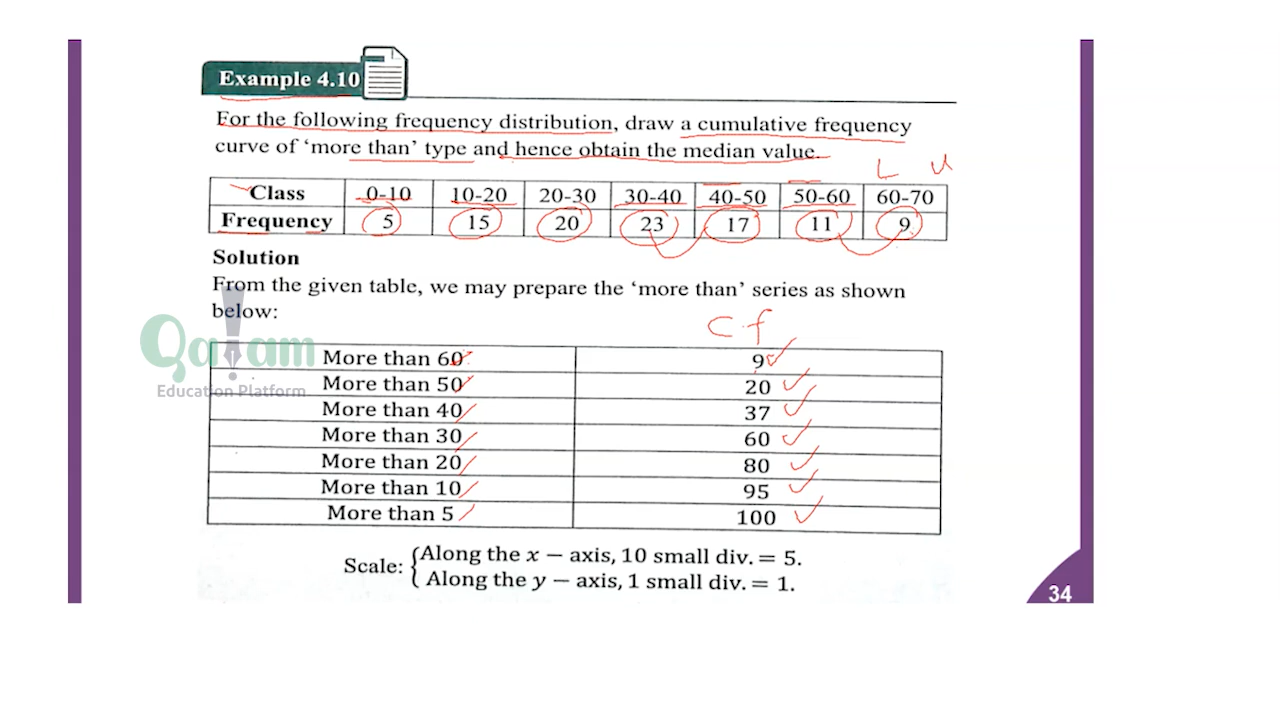 Example 4.10
For the following frequency distribution, draw a cumulative frequency
curve of ‘more than’ type and hence obtain the median value.
L U
Class 0-10 10-20 20-30 30-40 40-50 50-60 60-70
Frequency 5 15 20 23 17 11 9
Solution
From the given table, we may prepare the ‘more than’ series as shown
below:
C.f
Qalam
Education Platform
More than 60 9
More than 50 20
More than 40 37
More than 30 60
More than 20 80
More than 10 95
More than 5 100
Scale: {Along the x − axis, 10 small div. = 5.
Along the y − axis, 1 small div. = 1.
34